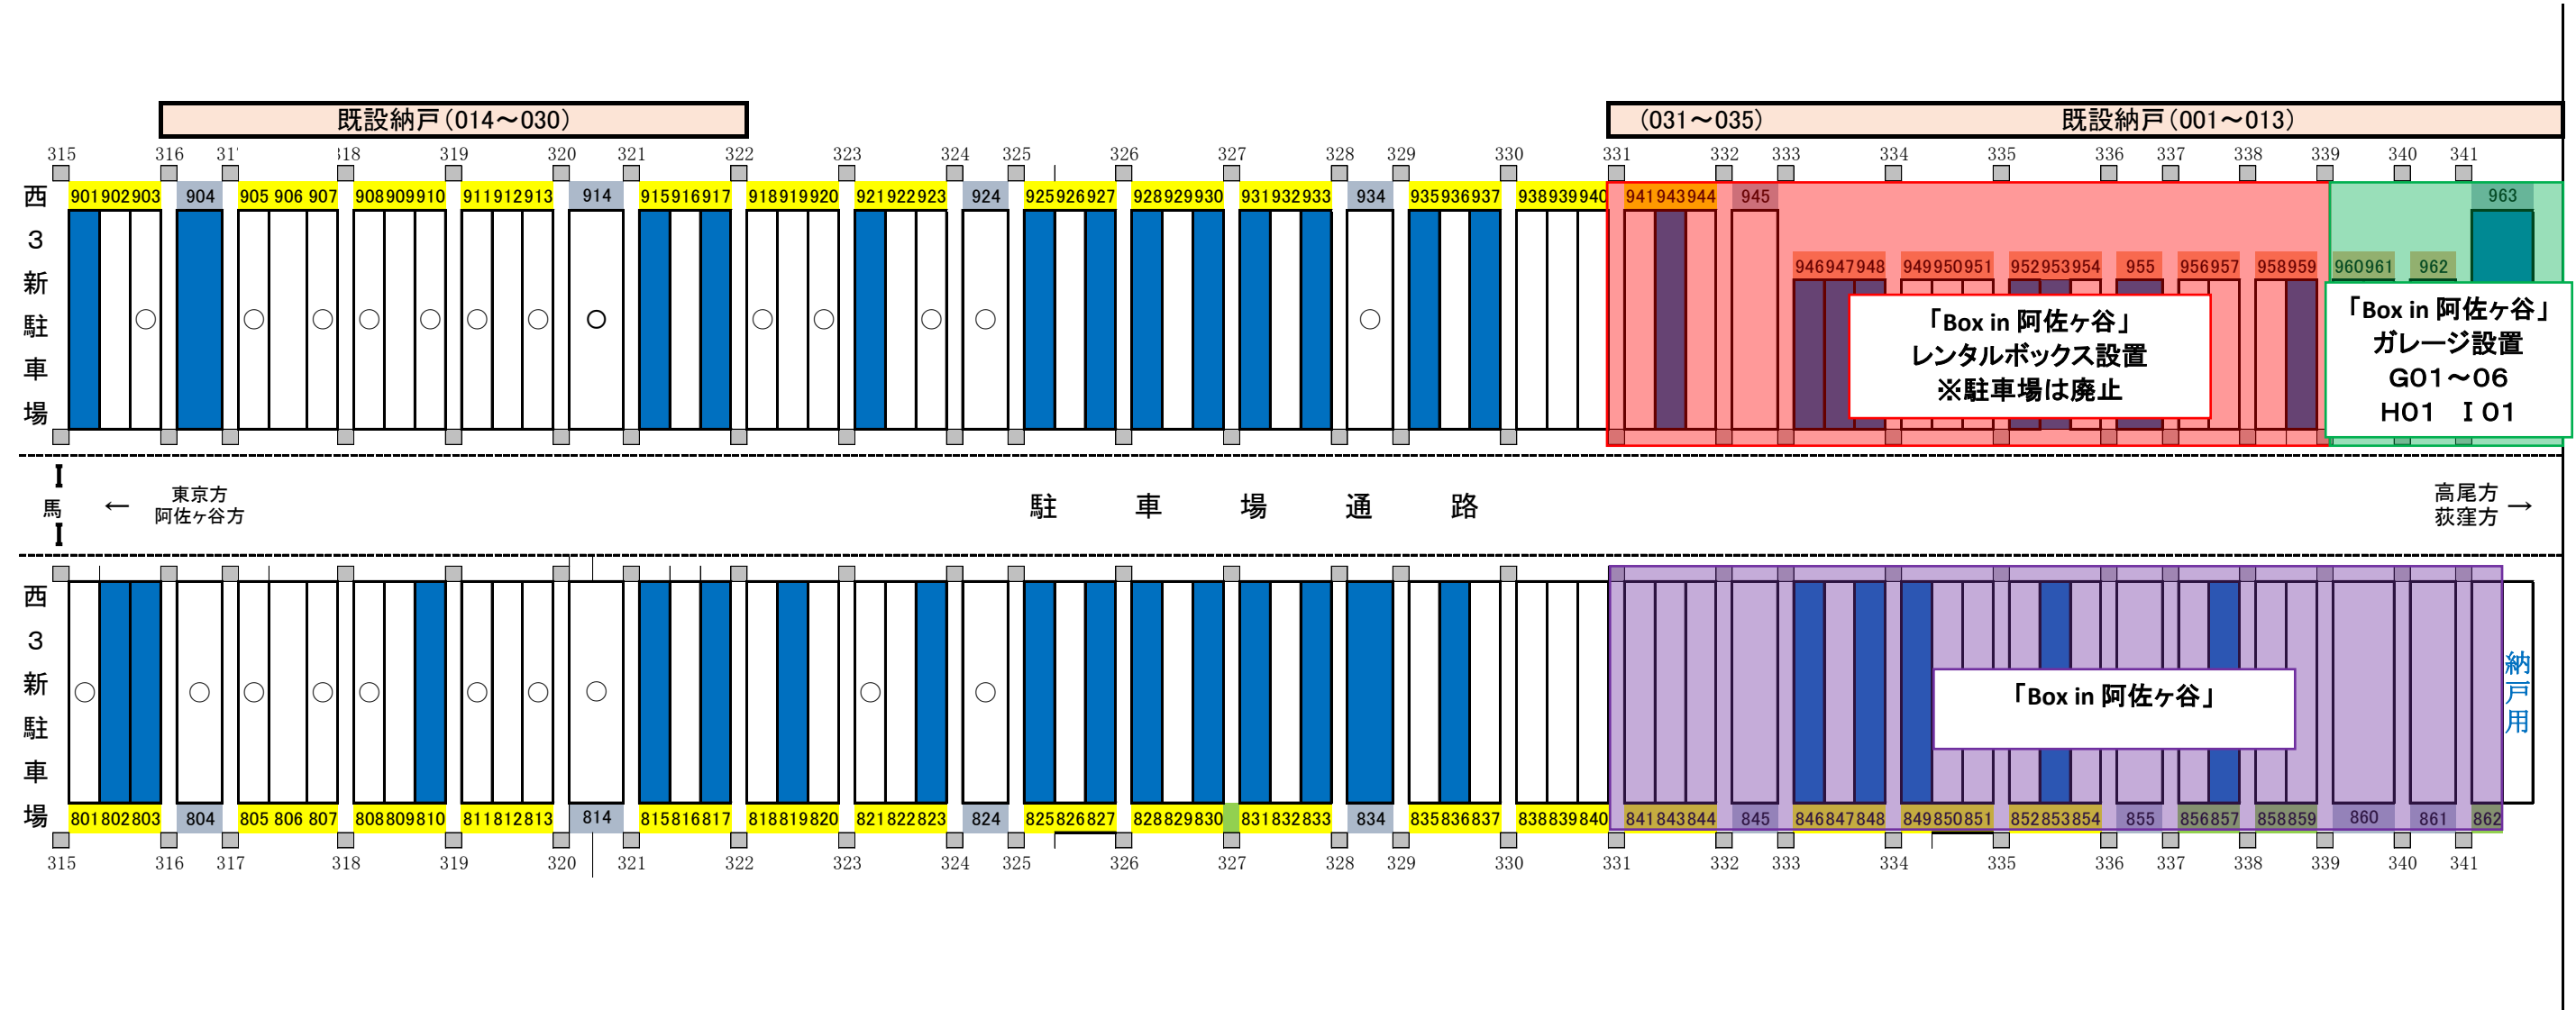 既設納戸(014～030)
(031～035) 既設納戸(001～013)
315 316 31 318 319 320 321 322 323 324 325 326 327 328 329 330 331 332 333 334 335 336 337 338 339 340 341
901 902 903 904 905 906 907 908 909 910 911 912 913 914 915 916 917 918 919 920 921 922 923 924 925 926 927 928 929 930 931 932 933 934 935 936 937 938 939 940 941 943 944 945 963
946 947 948 949 950 951 952 953 954 955 956 957 958 959 960 961 962
西3新駐車場
○ ○ ○ ○ ○ ○ ○ ○ ○ ○ ○ ○ ○
「Box in 阿佐ヶ谷」
レンタルボックス設置
※駐車場は廃止
「Box in 阿佐ヶ谷」
ガレージ設置
G01～06
H01 I01
I
馬
I
← 東京方
阿佐ヶ谷方
駐車場通路
高尾方
荻窪方 →
西3新駐車場
○ ○ ○ ○ ○ ○ ○ ○ ○ ○
「Box in 阿佐ヶ谷」
納戸用
801 802 803 804 805 806 807 808 809 810 811 812 813 814 815 816 817 818 819 820 821 822 823 824 825 826 827 828 829 830 831 832 833 834 835 836 837 838 839 840 841 843 844 845 846 847 848 849 850 851 852 853 854 855 856 857 858 859 860 861 862
315 316 317 318 319 320 321 322 323 324 325 326 327 328 329 330 331 332 333 334 335 336 337 338 339 340 341